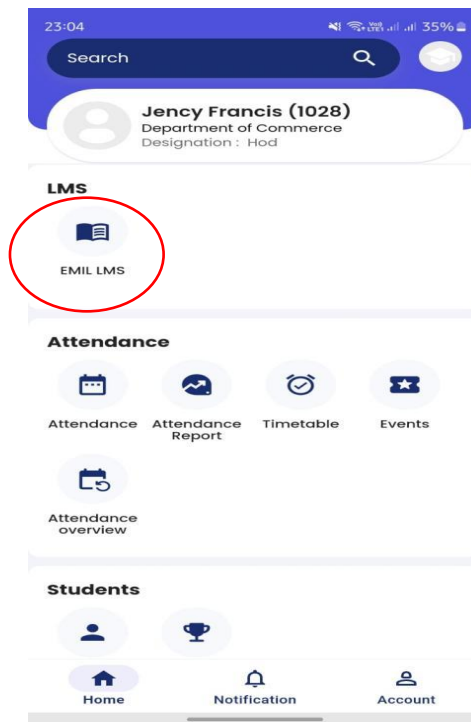 23:04 35%
Search
Jency Francis (1028)
Department of Commerce
Designation : Hod
LMS
EMIL LMS
Attendance
Attendance Attendance Timetable Events
Report
Attendance
overview
Students
Home Notification Account